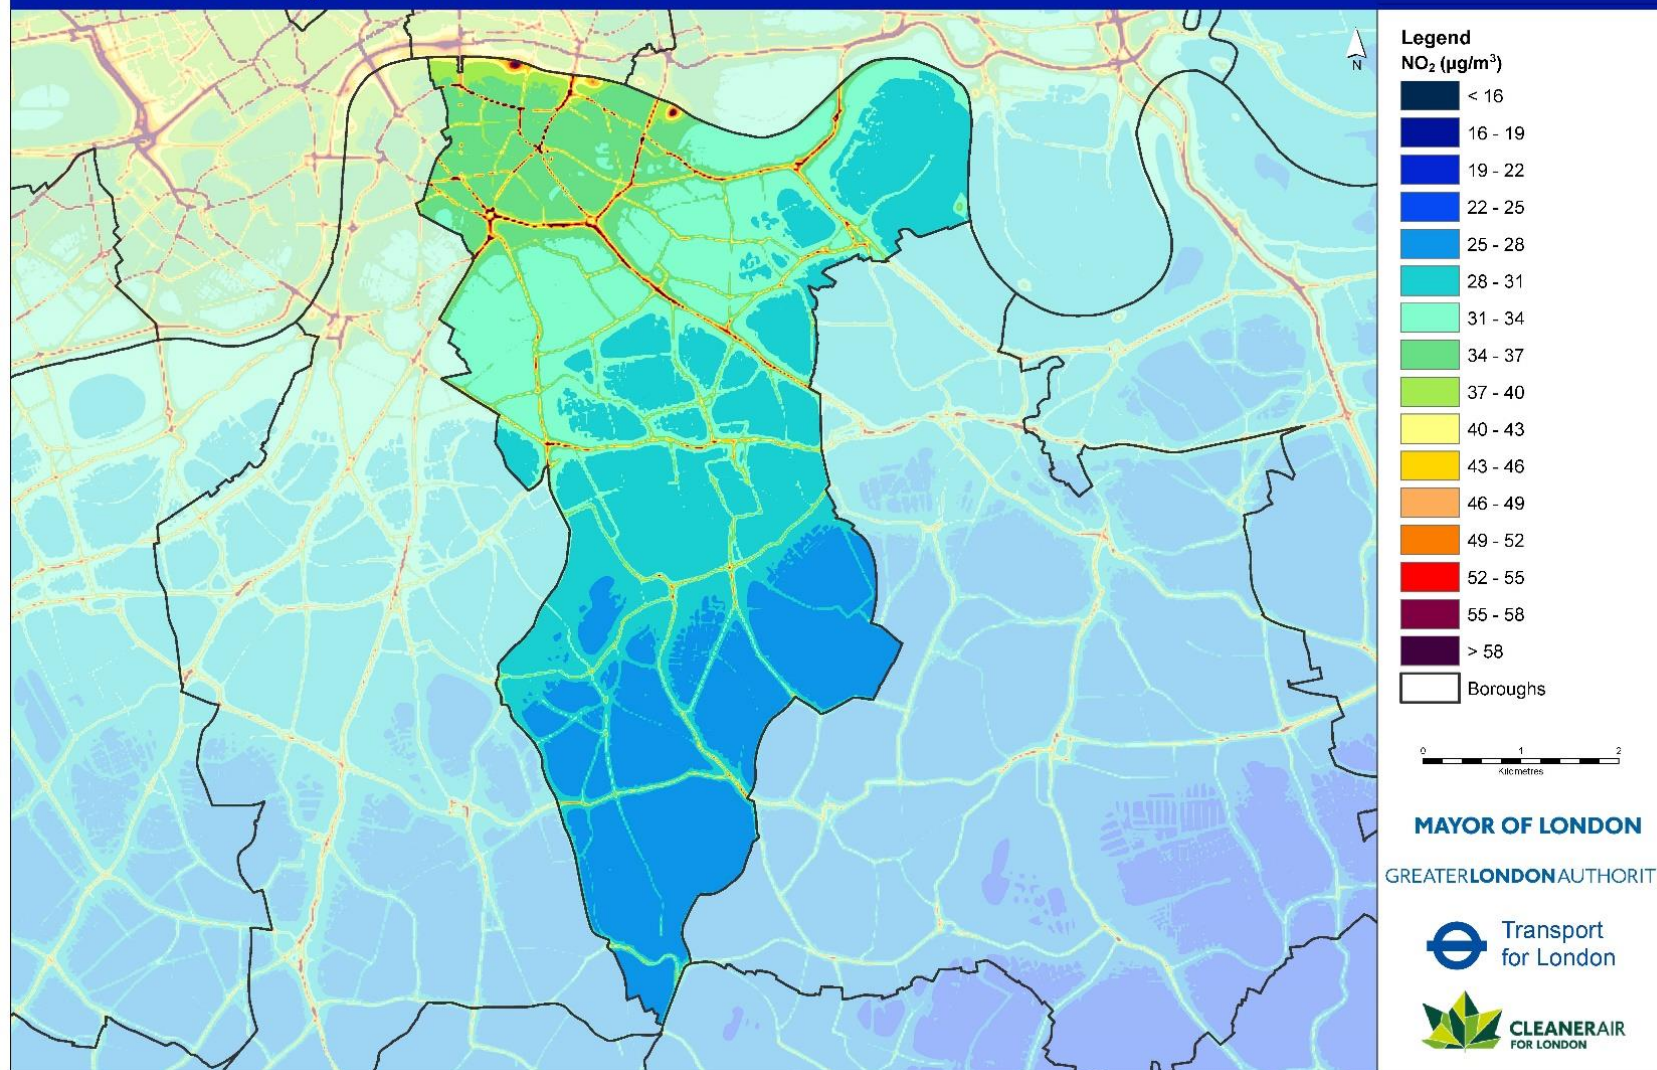 N
Legend
NO₂ (µg/m³)
< 16
16 - 19
19 - 22
22 - 25
25 - 28
28 - 31
31 - 34
34 - 37
37 - 40
40 - 43
43 - 46
46 - 49
49 - 52
52 - 55
55 - 58
> 58
Boroughs
0 1 2
Kilometres
MAYOR OF LONDON
GREATERLONDONAUTHORIT
Transport
for London
CLEANERAIR
FOR LONDON